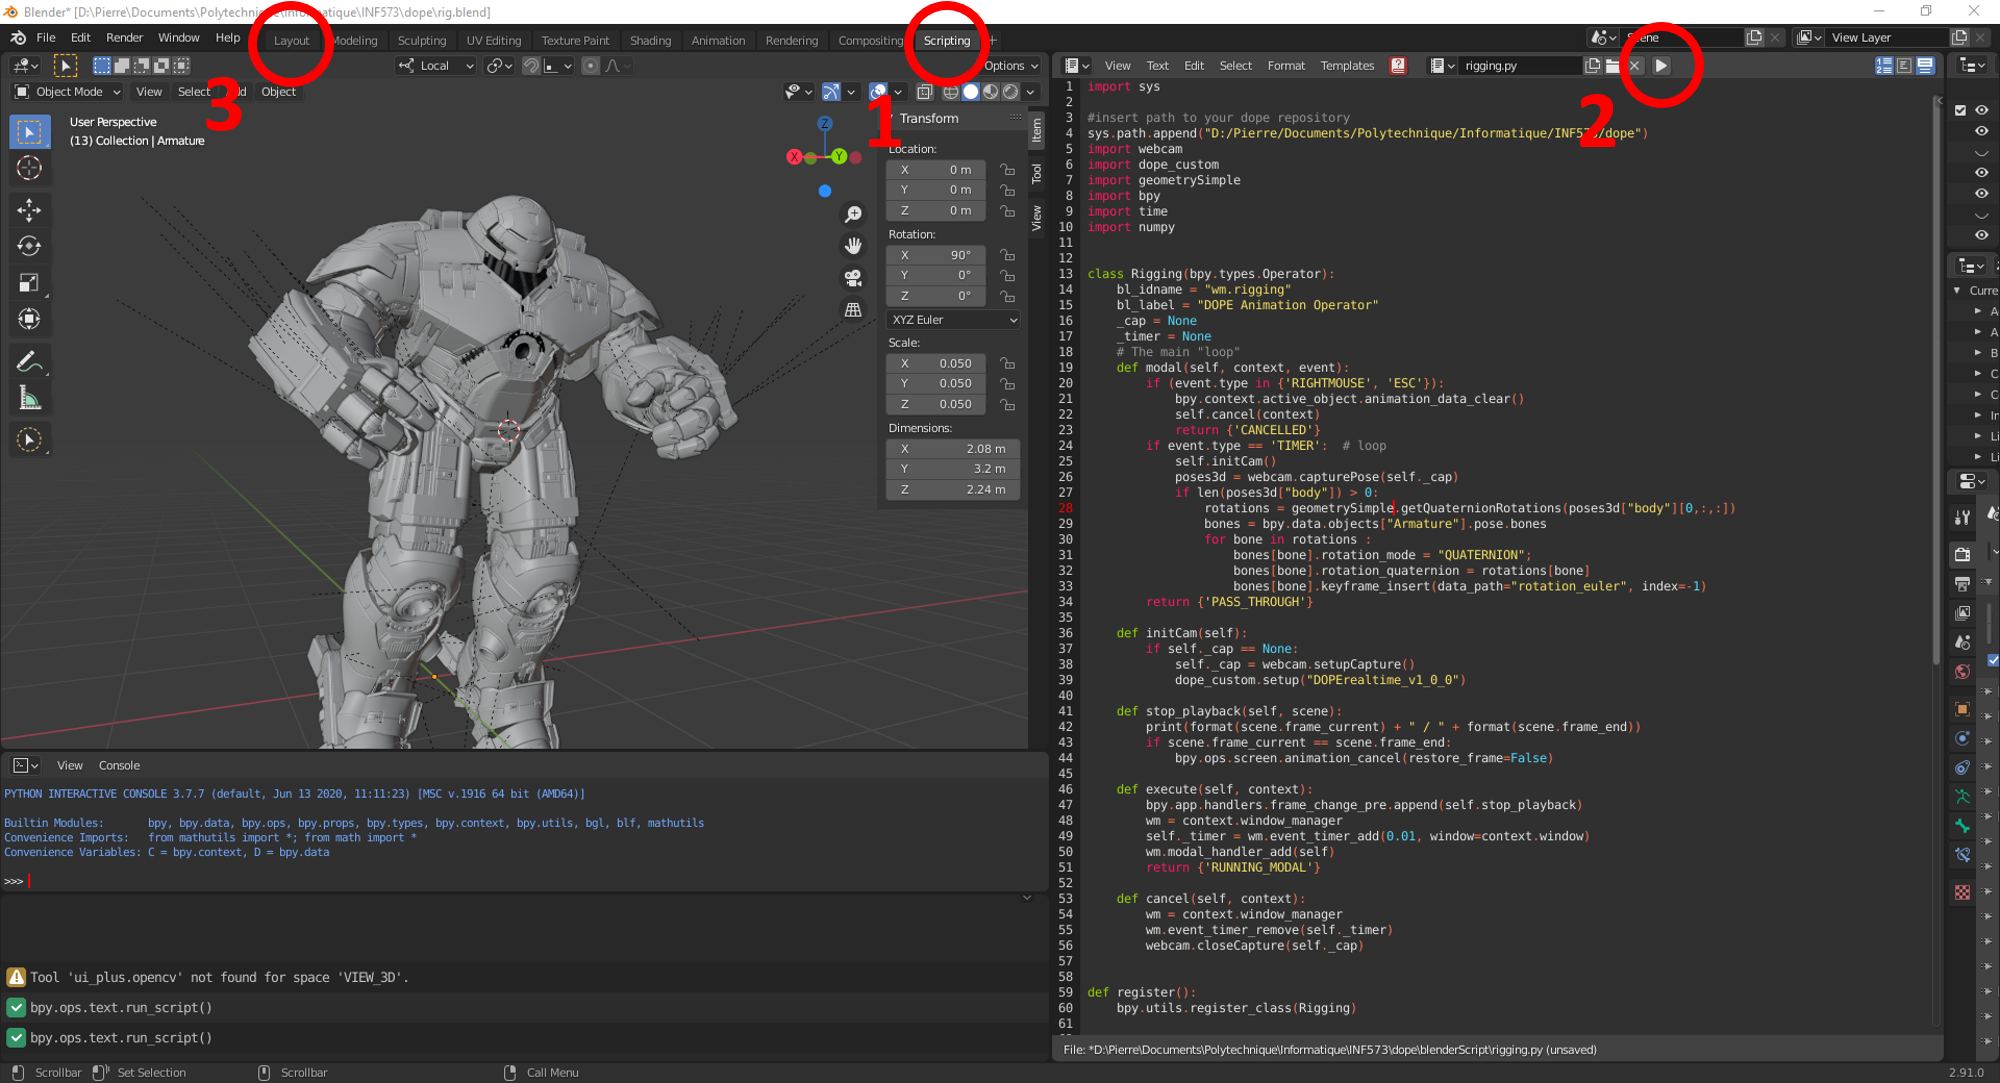 Blender* [D:\Pierre\Documents\Polytechnique\Informatique\INF573\dope\rig.blend]
File Edit Render Window Help Layout Modeling Sculpting UV Editing Texture Paint Shading Animation Rendering Compositing Scripting + Scene View Layer
Local Options
View Text Edit Select Format Templates rigging.py
Object Mode View Select Add Object
3
1
2
User Perspective
(13) Collection | Armature
Z
X
Y
Transform
Location:
X 0 m
Y 0 m
Z 0 m
Rotation:
X 90°
Y 0°
Z 0°
XYZ Euler
Scale:
X 0.050
Y 0.050
Z 0.050
Dimensions:
X 2.08 m
Y 3.2 m
Z 2.24 m
Item
Tool
View
1 import sys
2
3 #insert path to your dope repository
4 sys.path.append("D:/Pierre/Documents/Polytechnique/Informatique/INF573/dope")
5 import webcam
6 import dope_custom
7 import geometrySimple
8 import bpy
9 import time
10 import numpy
11
12
13 class Rigging(bpy.types.Operator):
14 bl_idname = "wm.rigging"
15 bl_label = "DOPE Animation Operator"
16 _cap = None
17 _timer = None
18 # The main "loop"
19 def modal(self, context, event):
20 if (event.type in {'RIGHTMOUSE', 'ESC'}):
21 bpy.context.active_object.animation_data_clear()
22 self.cancel(context)
23 return {'CANCELLED'}
24 if event.type == 'TIMER': # loop
25 self.initCam()
26 poses3d = webcam.capturePose(self._cap)
27 if len(poses3d["body"]) > 0:
28 rotations = geometrySimple.getQuaternionRotations(poses3d["body"][0,:,:])
29 bones = bpy.data.objects["Armature"].pose.bones
30 for bone in rotations :
31 bones[bone].rotation_mode = "QUATERNION";
32 bones[bone].rotation_quaternion = rotations[bone]
33 bones[bone].keyframe_insert(data_path="rotation_euler", index=-1)
34 return {'PASS_THROUGH'}
35
36 def initCam(self):
37 if self._cap == None:
38 self._cap = webcam.setupCapture()
39 dope_custom.setup("DOPErealtime_v1_0_0")
40
41 def stop_playback(self, scene):
42 print(format(scene.frame_current) + " / " + format(scene.frame_end))
43 if scene.frame_current == scene.frame_end:
44 bpy.ops.screen.animation_cancel(restore_frame=False)
45
46 def execute(self, context):
47 bpy.app.handlers.frame_change_pre.append(self.stop_playback)
48 wm = context.window_manager
49 self._timer = wm.event_timer_add(0.01, window=context.window)
50 wm.modal_handler_add(self)
51 return {'RUNNING_MODAL'}
52
53 def cancel(self, context):
54 wm = context.window_manager
55 wm.event_timer_remove(self._timer)
56 webcam.closeCapture(self._cap)
57
58
59 def register():
60 bpy.utils.register_class(Rigging)
61
File: *D:\Pierre\Documents\Polytechnique\Informatique\INF573\dope\blenderScript\rigging.py (unsaved)
Curre
A
A
B
C
C
In
Li
Li
View Console
PYTHON INTERACTIVE CONSOLE 3.7.7 (default, Jun 13 2020, 11:11:23) [MSC v.1916 64 bit (AMD64)]
Builtin Modules: bpy, bpy.data, bpy.ops, bpy.props, bpy.types, bpy.context, bpy.utils, bgl, blf, mathutils
Convenience Imports: from mathutils import *; from math import *
Convenience Variables: C = bpy.context, D = bpy.data
>>>
Tool 'ui_plus.opencv' not found for space 'VIEW_3D'.
bpy.ops.text.run_script()
bpy.ops.text.run_script()
Scrollbar Set Selection Scrollbar Call Menu 2.91.0